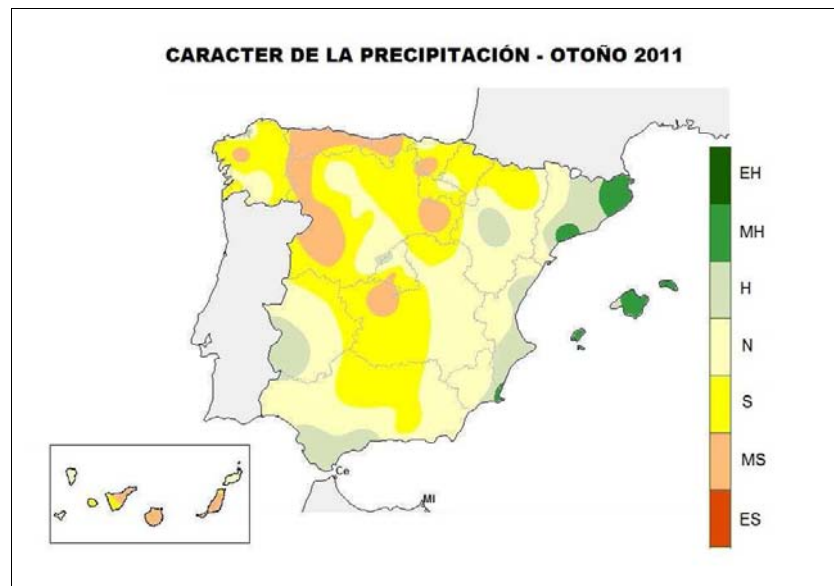 CARACTER DE LA PRECIPITACIÓN - OTOÑO 2011
EH
MH
H
N
S
MS
ES
Ce
Ml